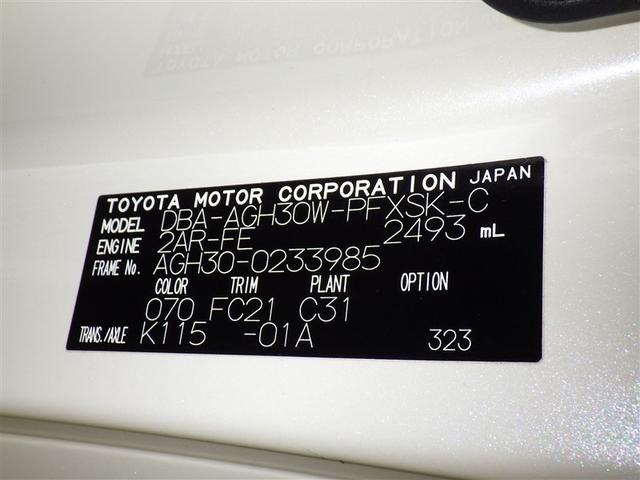 TOYOTA MOTOR CORPORATION JAPAN
MODEL DBA-AGH30W-PFXSK-C
ENGINE 2AR-FE 2493 mL
FRAME No. AGH30-0233985
COLOR TRIM PLANT OPTION
070 FC21 C31
TRANS./AXLE K115 -01A 323